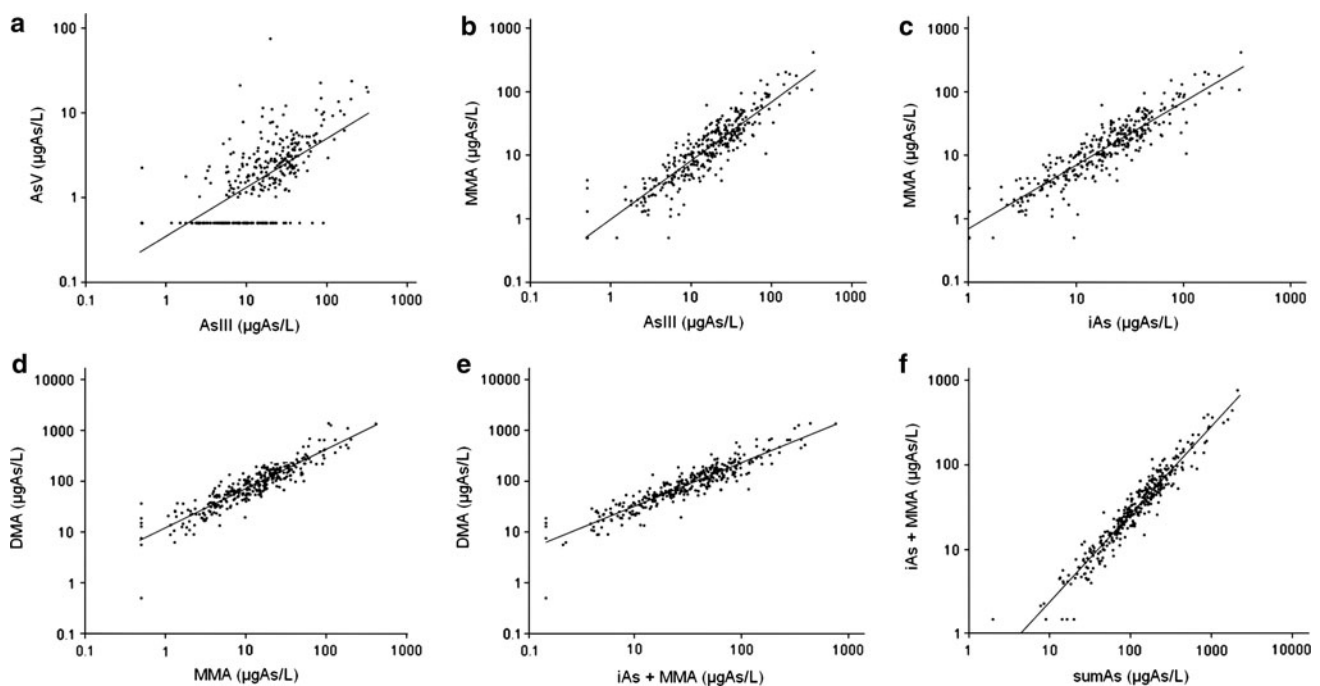 a
100
10
1
0.1
AsV (µgAs/L)
0.1 1 10 100 1000
AsIII (µgAs/L)
b
1000
100
10
1
0.1
MMA (µgAs/L)
0.1 1 10 100 1000
AsIII (µgAs/L)
c
1000
100
10
1
0.1
MMA (µgAs/L)
1 10 100 1000
iAs (µgAs/L)
d
10000
1000
100
10
1
0.1
DMA (µgAs/L)
0.1 1 10 100 1000
MMA (µgAs/L)
e
10000
1000
100
10
1
0.1
DMA (µgAs/L)
0.1 1 10 100 1000
iAs + MMA (µgAs/L)
f
1000
100
10
1
iAs + MMA (µgAs/L)
1 10 100 1000 10000
sumAs (µgAs/L)